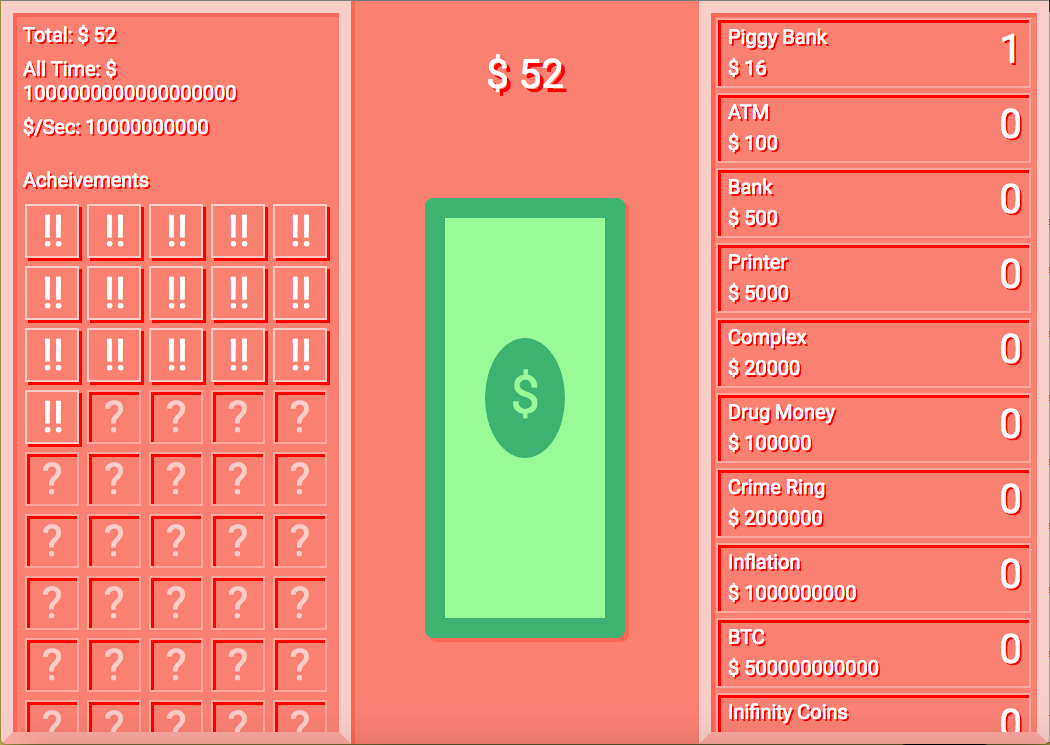 Total: $ 52
All Time: $
1000000000000000000
$/Sec: 10000000000
Acheivements
!! !! !! !! !!
!! !! !! !! !!
!! !! !! !! !!
!! ? ? ? ?
? ? ? ? ?
? ? ? ? ?
? ? ? ? ?
? ? ? ? ?
? ? ? ? ?
$ 52
$
Piggy Bank
$ 16
1
ATM
$ 100
0
Bank
$ 500
0
Printer
$ 5000
0
Complex
$ 20000
0
Drug Money
$ 100000
0
Crime Ring
$ 2000000
0
Inflation
$ 1000000000
0
BTC
$ 500000000000
0
Inifinity Coins
0